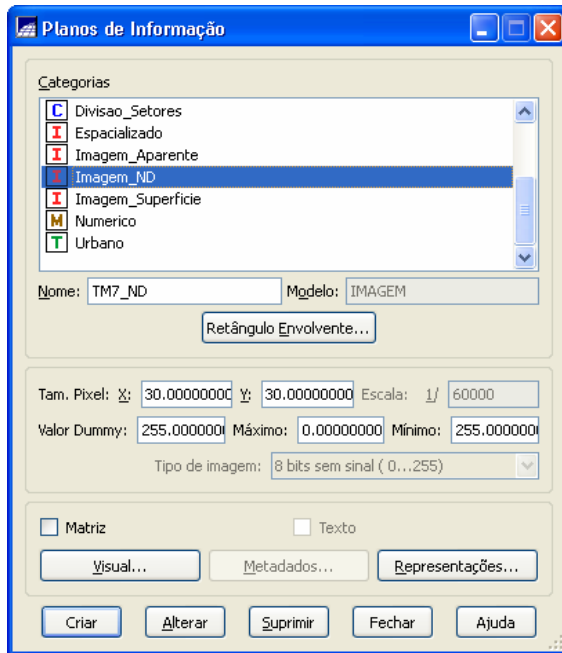 Planos de Informação
Categorias
C Divisao_Setores
I Espacializado
I Imagem_Aparente
I Imagem_ND
I Imagem_Superficie
M Numerico
T Urbano
Nome: TM7_ND Modelo: IMAGEM
Retângulo Envolvente...
Tam. Pixel: X: 30.00000000 Y: 30.00000000 Escala: 1/ 60000
Valor Dummy: 255.0000000 Máximo: 0.00000000 Mínimo: 255.0000000
Tipo de imagem: 8 bits sem sinal ( 0...255)
Matriz Texto
Visual... Metadados... Representações...
Criar Alterar Suprimir Fechar Ajuda